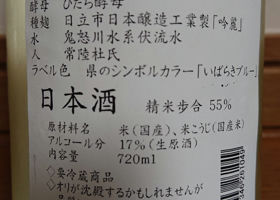 酵母 ひたち酵母
種麹 日立市日本醸造工業製「吟麗」
水 鬼怒川水系伏流水
人 常陸杜氏
ラベル色 県のシンボルカラー「いばらきブルー」
日本酒 精米歩合 55%
原材料名 米（国産）、米こうじ（国産米）
アルコール分 17%（生原酒）
内容量 720ml
◇要冷蔵商品
◇オリが沈殿するかもしれませんが